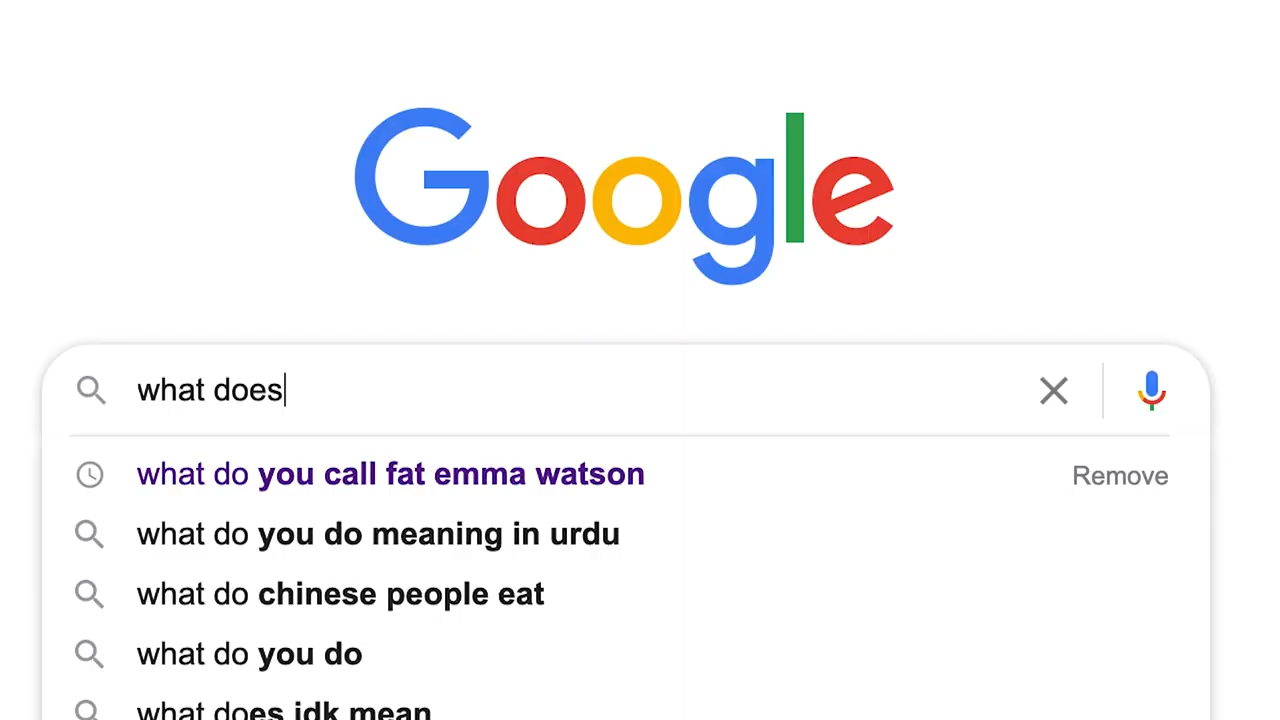 Google
what does
what do you call fat emma watson Remove
what do you do meaning in urdu
what do chinese people eat
what do you do
what does idk mean